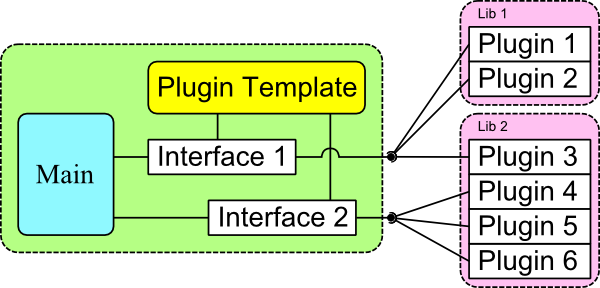 Lib 1
Plugin 1
Plugin 2
Plugin Template
Main
Interface 1
Interface 2
Lib 2
Plugin 3
Plugin 4
Plugin 5
Plugin 6